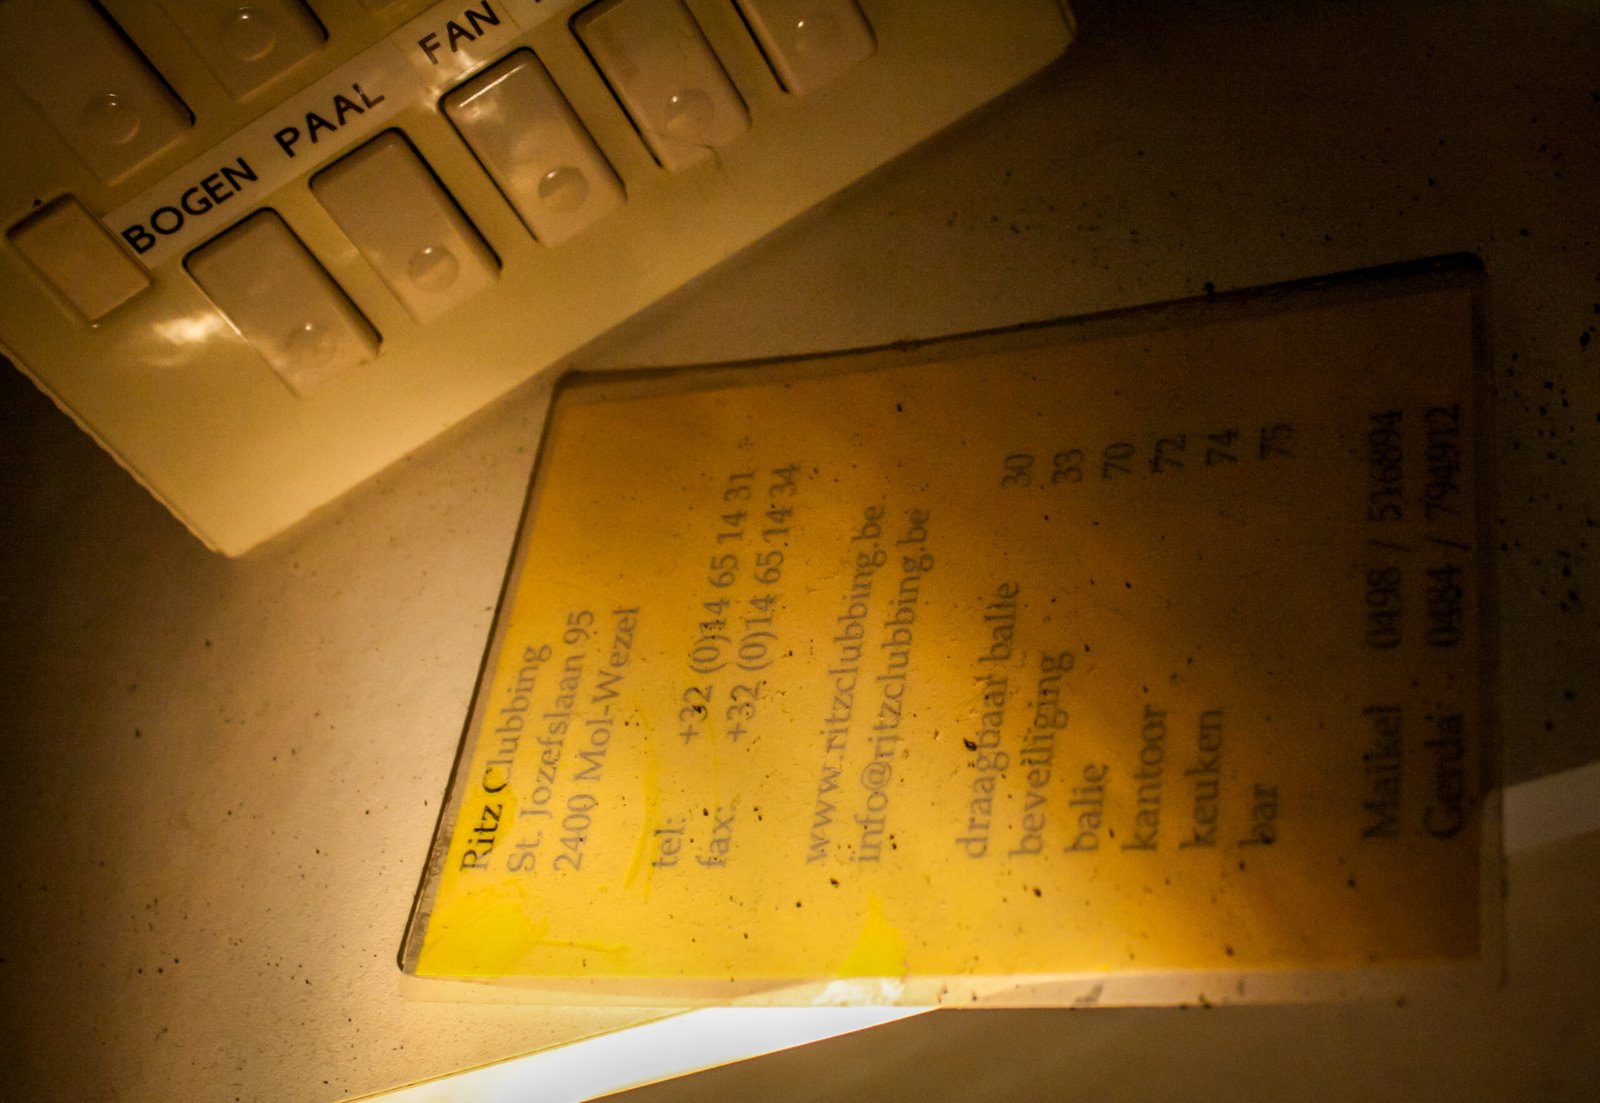 BOGEN PAAL FAN
Ritz Clubbing
St. Jozefslaan 95
2400 Mol-Wezel
tel: +32 (0)14 65 14 31
fax. +32 (0)14 65 14 34
www.ritzclubbing.be
info@ritzclubbing.be
draagbaar balie 30
beveiliging 33
balie 70
kantoor 72
keuken 74
bar 75
Maikel 0498 / 516894
Gerda 0484 / 794912